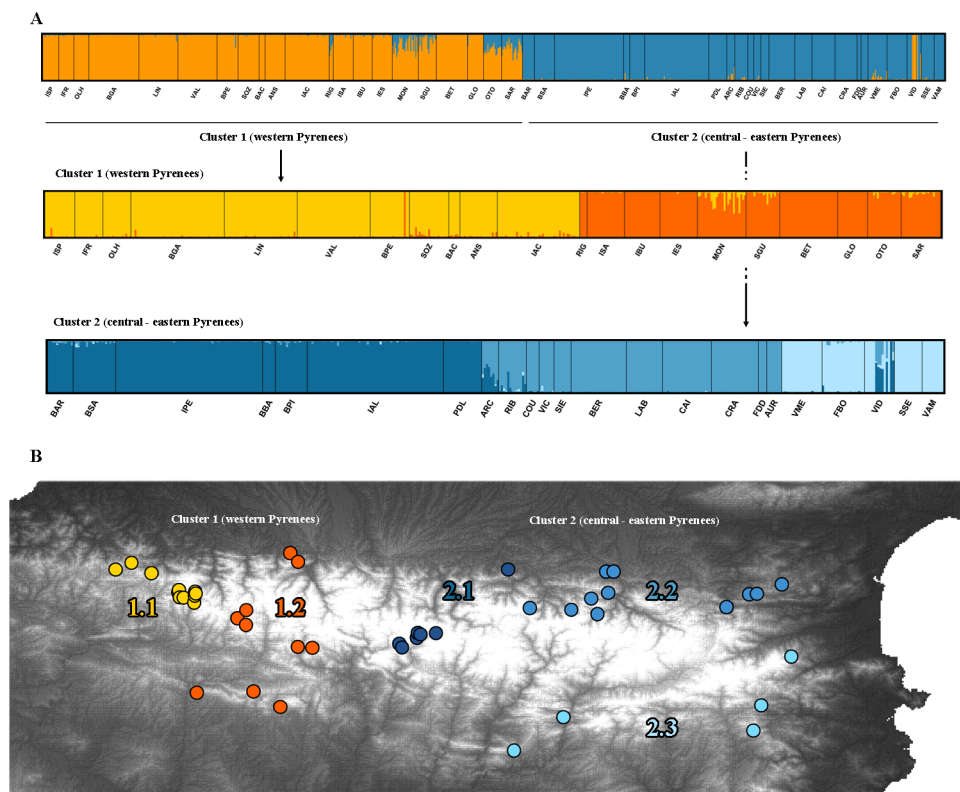 A
ISP IFR OLH BGA LIN VAL BPE SOZ BAC ANS IAC RIG ISA IBU IES MON SGU BET GLO OTO SAR BAR BSA IPE BBA BPI IAL PDL ARC RIB COU VIC SIE BER LAB CAI CRA FDD AUR VME FBO VID SSE VAM
Cluster 1 (western Pyrenees) Cluster 2 (central - eastern Pyrenees)
Cluster 1 (western Pyrenees)
ISP IFR OLH BGA LIN VAL BPE SOZ BAC ANS IAC RIG ISA IBU IES MON SGU BET GLO OTO SAR
Cluster 2 (central - eastern Pyrenees)
BAR BSA IPE BBA BPI IAL PDL ARC RIB COU VIC SIE BER LAB CAI CRA FDD AUR VME FBO VID SSE VAM
B
Cluster 1 (western Pyrenees) Cluster 2 (central - eastern Pyrenees)
1.1 1.2 2.1 2.2
2.3